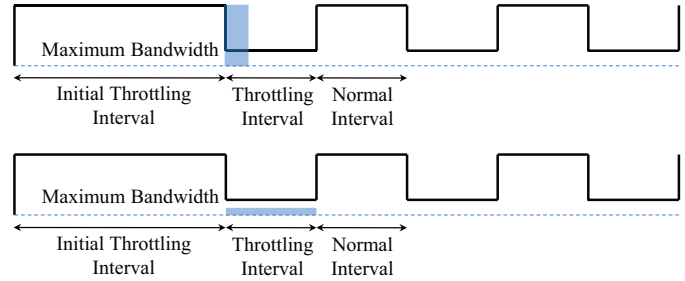 Maximum Bandwidth
Initial Throttling
Interval
Throttling
Interval
Normal
Interval
Maximum Bandwidth
Initial Throttling
Interval
Throttling
Interval
Normal
Interval